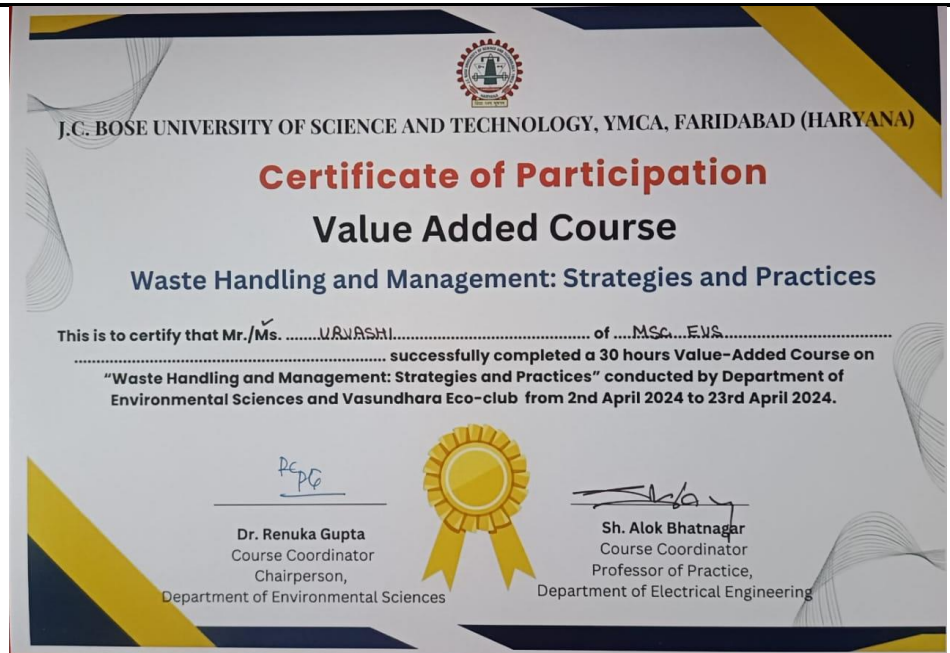 J.C. BOSE UNIVERSITY OF SCIENCE AND TECHNOLOGY, YMCA, FARIDABAD (HARYANA)
Certificate of Participation
Value Added Course
Waste Handling and Management: Strategies and Practices
This is to certify that Mr./Ms. ......URVASHI................................ of ....MSC...EVS...............................
............................................................... successfully completed a 30 hours Value-Added Course on
“Waste Handling and Management: Strategies and Practices” conducted by Department of
Environmental Sciences and Vasundhara Eco-club from 2nd April 2024 to 23rd April 2024.
Dr. Renuka Gupta
Course Coordinator
Chairperson,
Department of Environmental Sciences
Sh. Alok Bhatnagar
Course Coordinator
Professor of Practice,
Department of Electrical Engineering